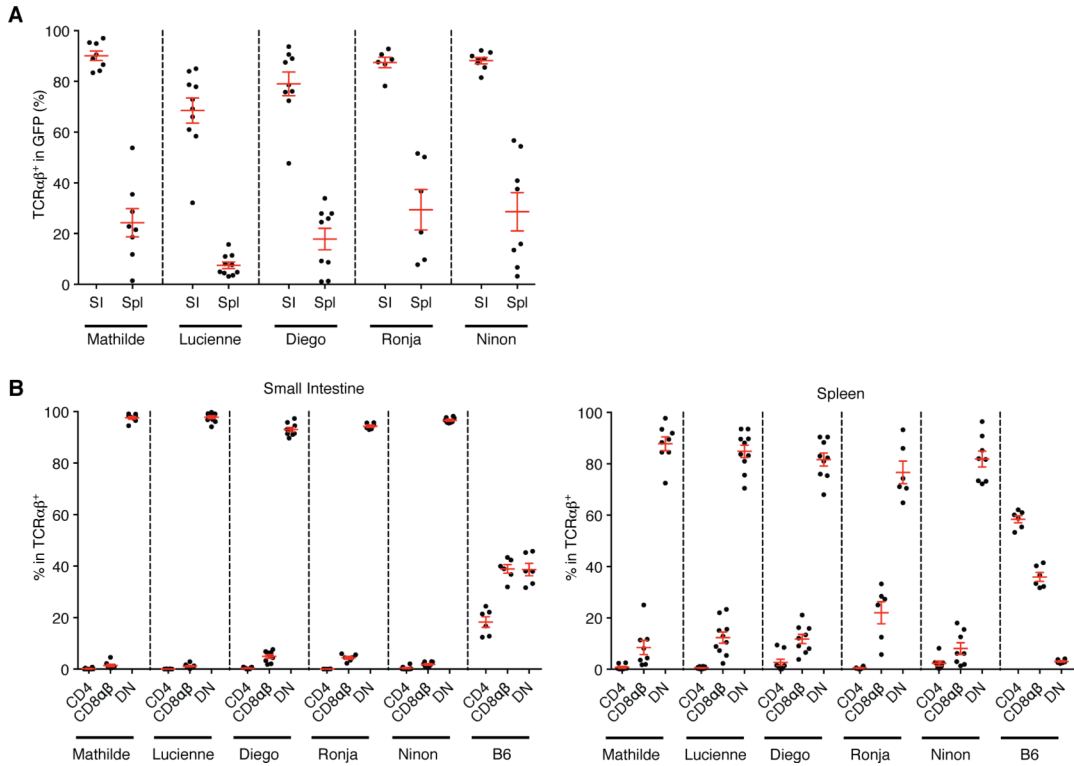 A
TCRαβ+ in GFP (%)
100
80
60
40
20
0
SI Spl SI Spl SI Spl SI Spl SI Spl
Mathilde Lucienne Diego Ronja Ninon
B
Small Intestine
% in TCRαβ+
100
80
60
40
20
0
CD4 CD8αβ DN CD4 CD8αβ DN CD4 CD8αβ DN CD4 CD8αβ DN CD4 CD8αβ DN CD4 CD8αβ DN
Mathilde Lucienne Diego Ronja Ninon B6
Spleen
% in TCRαβ+
100
80
60
40
20
0
CD4 CD8αβ DN CD4 CD8αβ DN CD4 CD8αβ DN CD4 CD8αβ DN CD4 CD8αβ DN CD4 CD8αβ DN
Mathilde Lucienne Diego Ronja Ninon B6